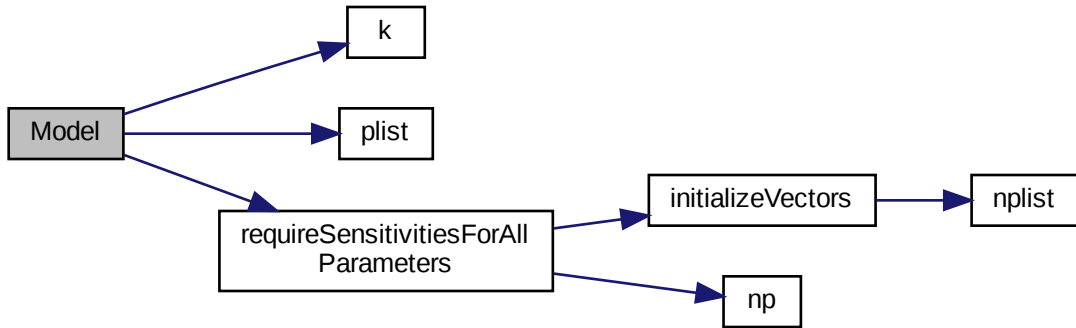 k
Model
plist
requireSensitivitiesForAll
Parameters
initializeVectors
nplist
np